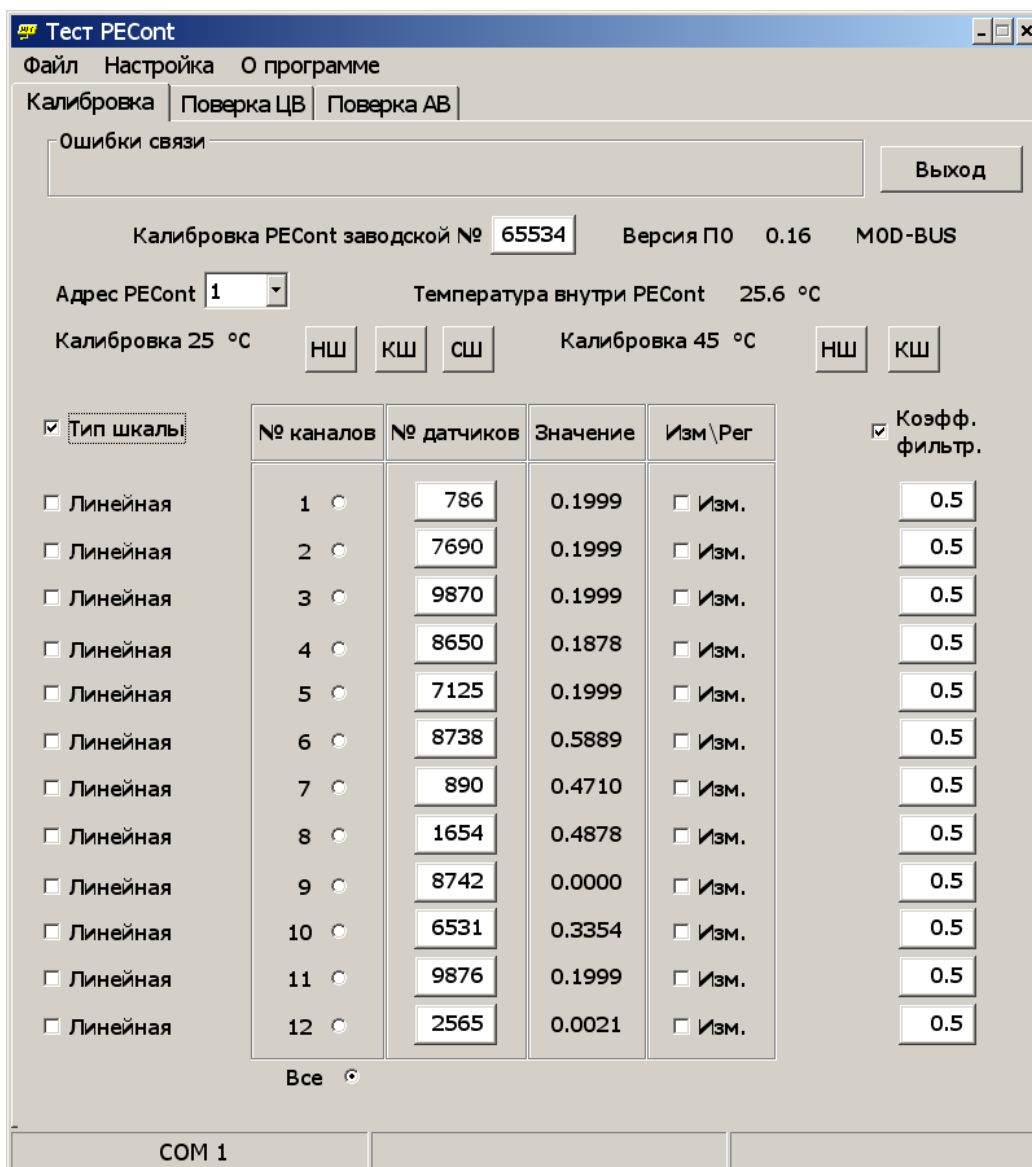 Тест PECont
Файл Настройка О программе
Калибровка Поверка ЦВ Поверка АВ
Ошибки связи
Выход
Калибровка PECont заводской № 65534 Версия ПО 0.16 MOD-BUS
Адрес PECont 1 Температура внутри PECont 25.6 °C
Калибровка 25 °C НШ КШ СШ Калибровка 45 °C НШ КШ
Тип шкалы № каналов № датчиков Значение Изм\Рег Коэфф. фильтр.
Линейная 1 786 0.1999 Изм. 0.5
Линейная 2 7690 0.1999 Изм. 0.5
Линейная 3 9870 0.1999 Изм. 0.5
Линейная 4 8650 0.1878 Изм. 0.5
Линейная 5 7125 0.1999 Изм. 0.5
Линейная 6 8738 0.5889 Изм. 0.5
Линейная 7 890 0.4710 Изм. 0.5
Линейная 8 1654 0.4878 Изм. 0.5
Линейная 9 8742 0.0000 Изм. 0.5
Линейная 10 6531 0.3354 Изм. 0.5
Линейная 11 9876 0.1999 Изм. 0.5
Линейная 12 2565 0.0021 Изм. 0.5
Все
COM 1